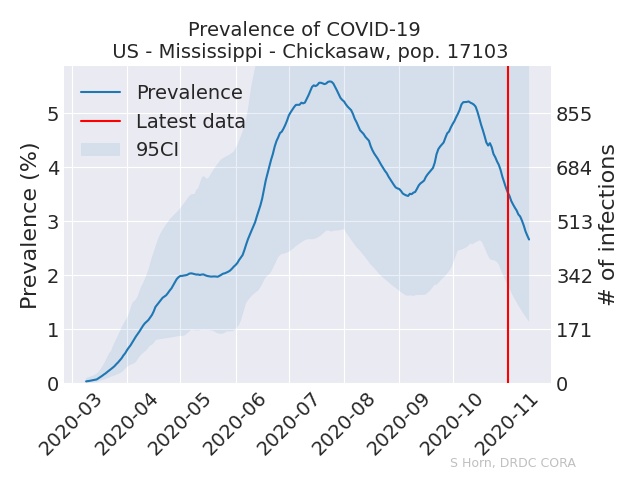 Prevalence of COVID-19
US - Mississippi - Chickasaw, pop. 17103
Prevalence
Latest data
95CI
Prevalence (%)
5
4
3
2
1
0
855
684
513
342
171
0
# of infections
2020-03
2020-04
2020-05
2020-06
2020-07
2020-08
2020-09
2020-10
2020-11
S Horn, DRDC CORA